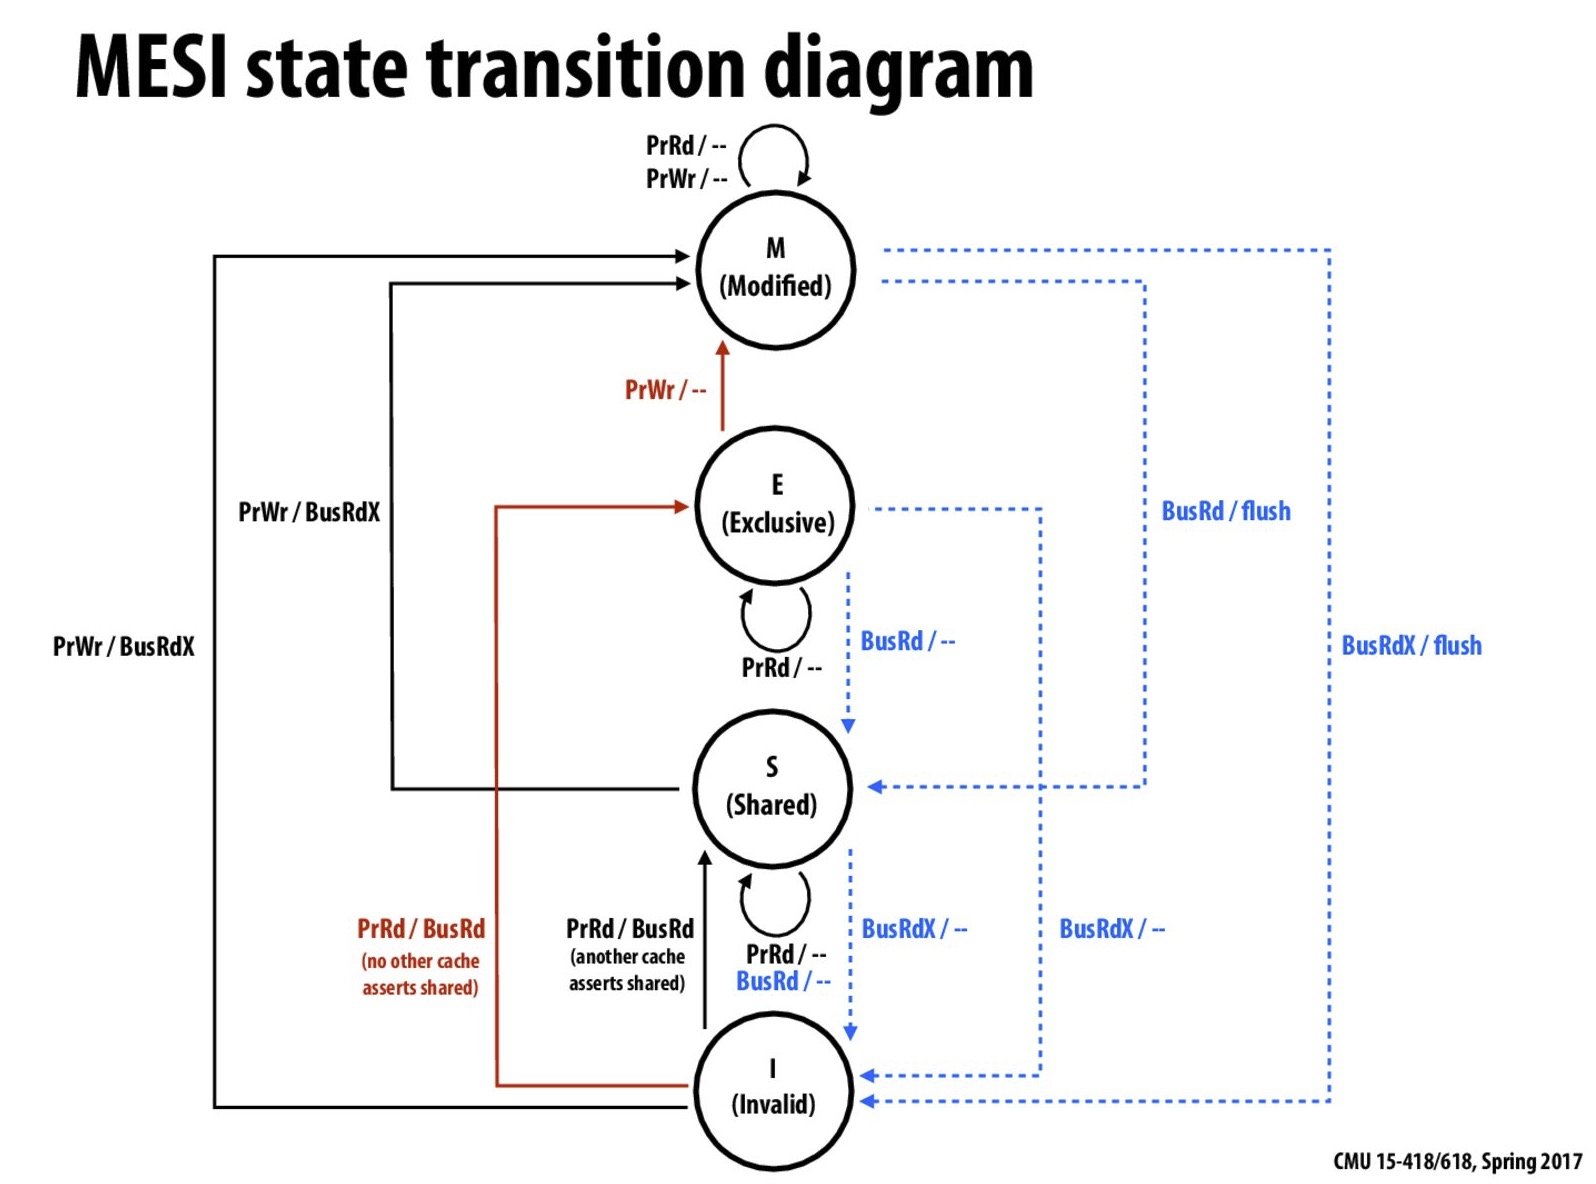 MESI state transition diagram
PrRd / --
PrWr / --
M
(Modified)
PrWr / --
E
(Exclusive)
PrWr / BusRdX
BusRd / flush
PrRd / --
BusRd / --
PrWr / BusRdX
BusRdX / flush
S
(Shared)
PrRd / BusRd
(no other cache
asserts shared)
PrRd / BusRd
(another cache
asserts shared)
PrRd / --
BusRd / --
BusRdX / --
BusRdX / --
I
(Invalid)
CMU 15-418/618, Spring 2017